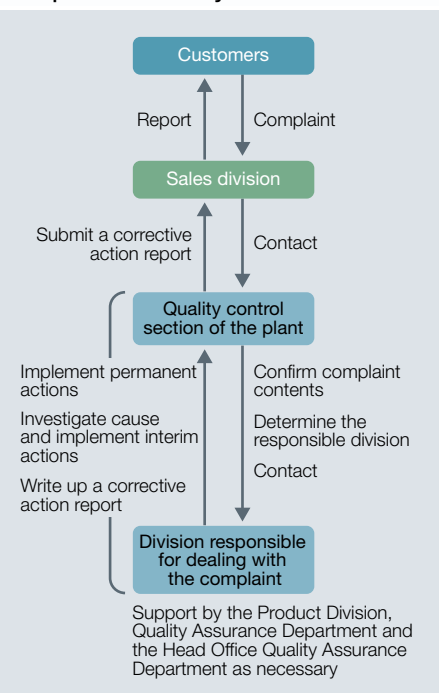 Customers
Report
Complaint
Sales division
Submit a corrective
action report
Contact
Quality control
section of the plant
Implement permanent
actions
Investigate cause
and implement interim
actions
Write up a corrective
action report
Confirm complaint
contents
Determine the
responsible division
Contact
Division responsible
for dealing with
the complaint
Support by the Product Division,
Quality Assurance Department and
the Head Office Quality Assurance
Department as necessary